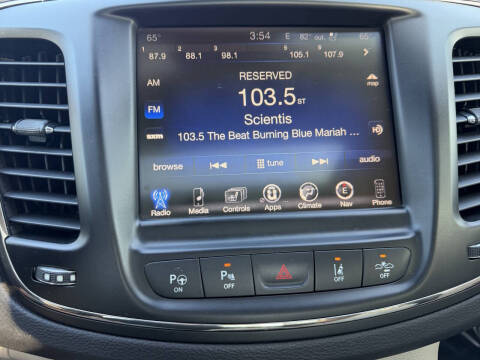 65° 3:54 E 82° out. 65°
1 87.9 2 88.1 3 98.1 5 105.1 6 107.9
RESERVED
AM
103.5 ST
map
FM
Scientis
sxm
103.5 The Beat Burning Blue Mariah ...
HD
browse tune audio
Radio Media Controls Apps Climate Nav Phone
E
P ON P OFF OFF OFF